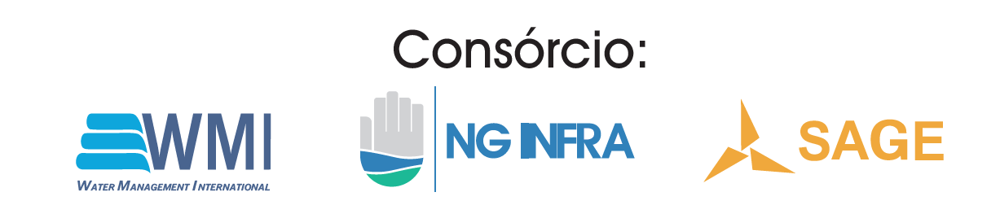 Consórcio:
WMI
WATER MANAGEMENT INTERNATIONAL
NG INFRA
SAGE